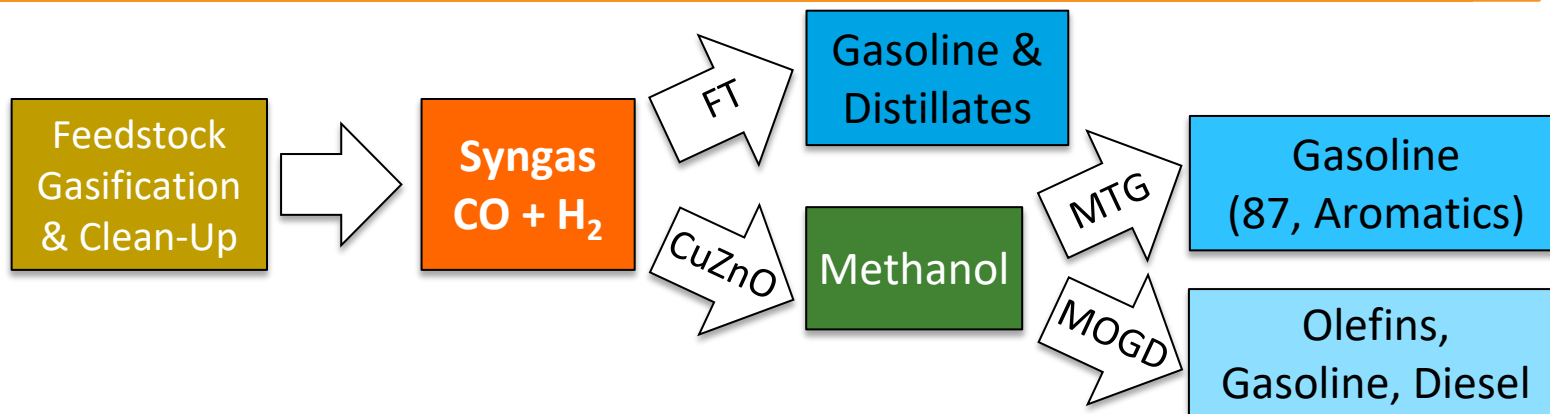 Feedstock
Gasification
& Clean-Up
Syngas
CO + H₂
FT
Gasoline &
Distillates
CuZnO
Methanol
MTG
Gasoline
(87, Aromatics)
MOGD
Olefins,
Gasoline, Diesel